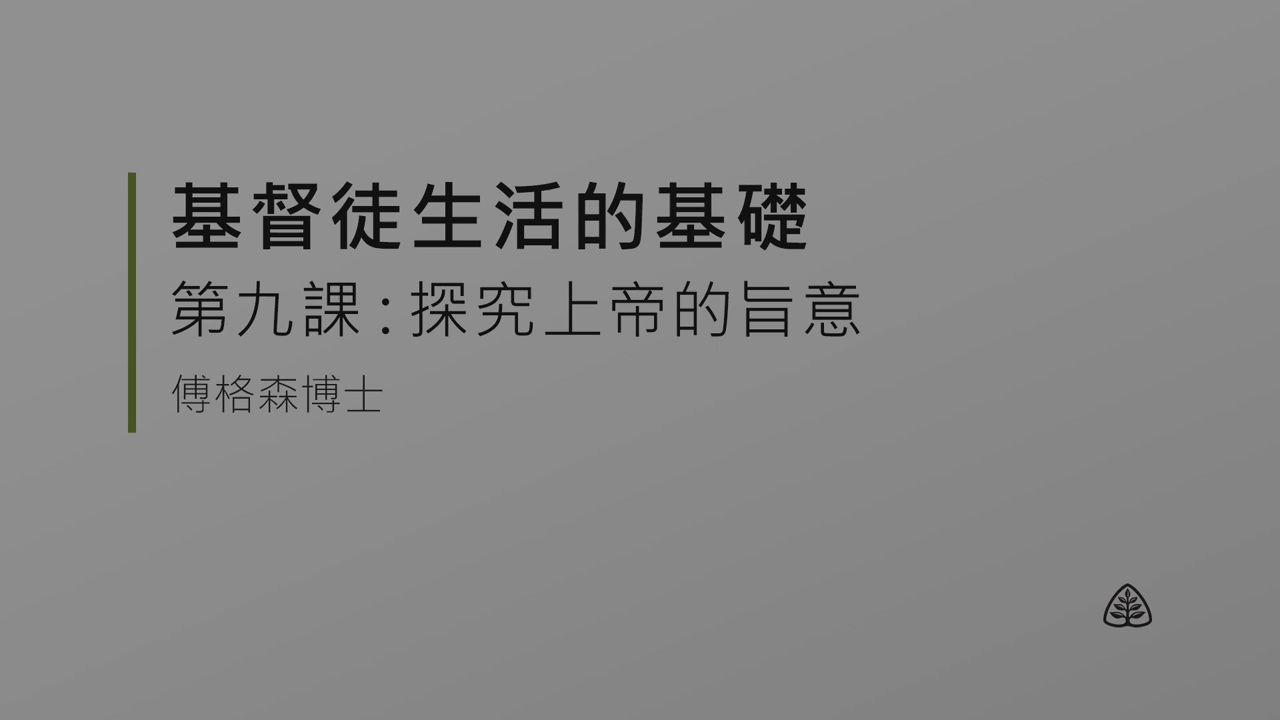 基督徒生活的基礎
第九課:探究上帝的旨意
傅格森博士